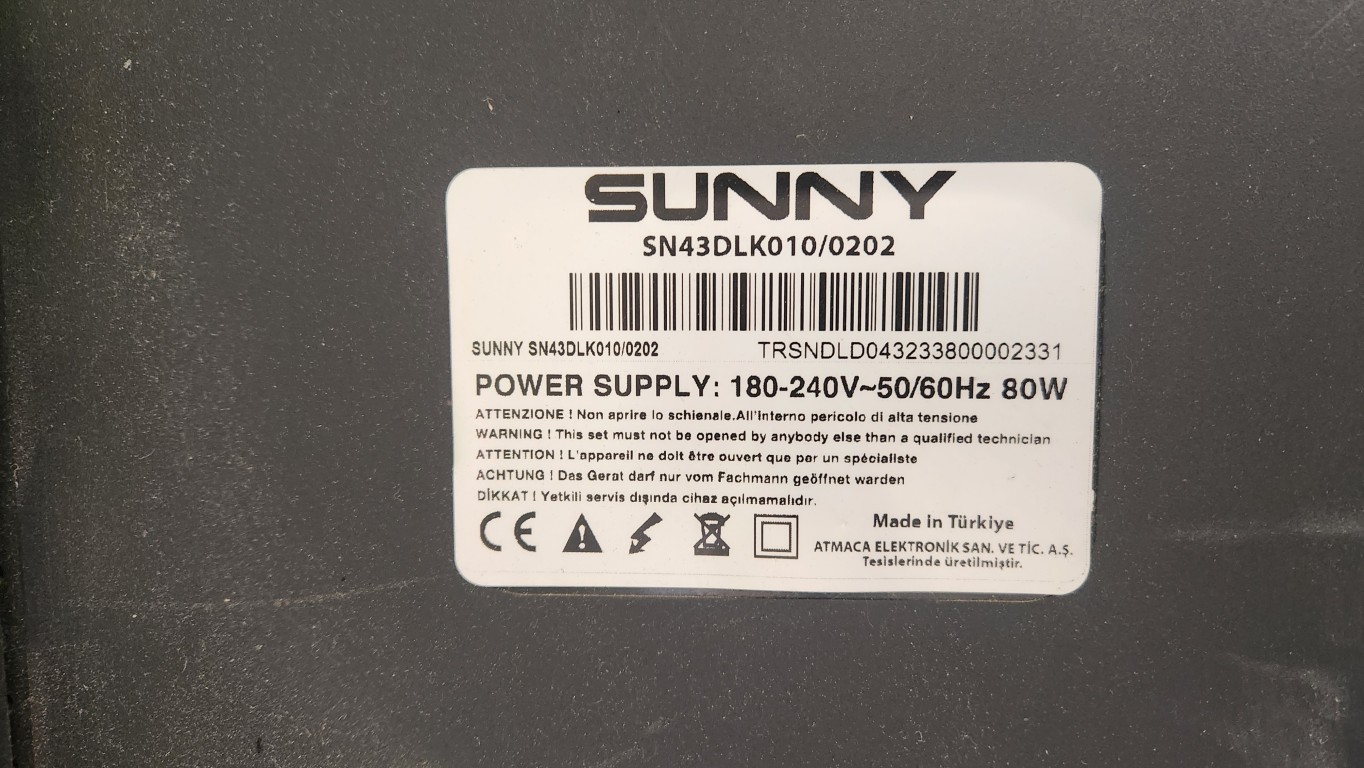 SUNNY
SN43DLK010/0202
SUNNY SN43DLK010/0202 TRSNDLD043233800002331
POWER SUPPLY: 180-240V~50/60Hz 80W
ATTENZIONE ! Non aprire lo schienale.All'interno pericolo di alta tensione
WARNING ! This set must not be opened by anybody else than a qualified technician
ATTENTION ! L'appareil ne doit être ouvert que par un spécialiste
ACHTUNG ! Das Gerat darf nur vom Fachmann geöffnet warden
DİKKAT ! Yetkili servis dışında cihaz açılmamalıdır.
CE
Made in Türkiye
ATMACA ELEKTRONİK SAN. VE TİC. A.Ş.
Tesislerinde üretilmiştir.